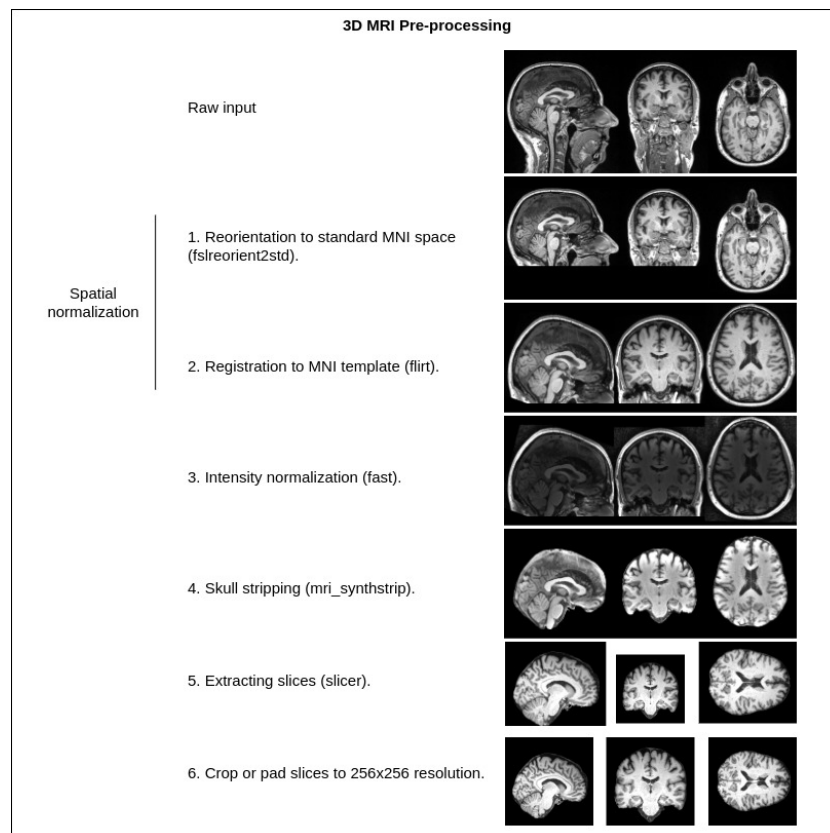 3D MRI Pre-processing
Raw input
Spatial
normalization
1. Reorientation to standard MNI space
(fslreorient2std).
2. Registration to MNI template (flirt).
3. Intensity normalization (fast).
4. Skull stripping (mri_synthstrip).
5. Extracting slices (slicer).
6. Crop or pad slices to 256x256 resolution.